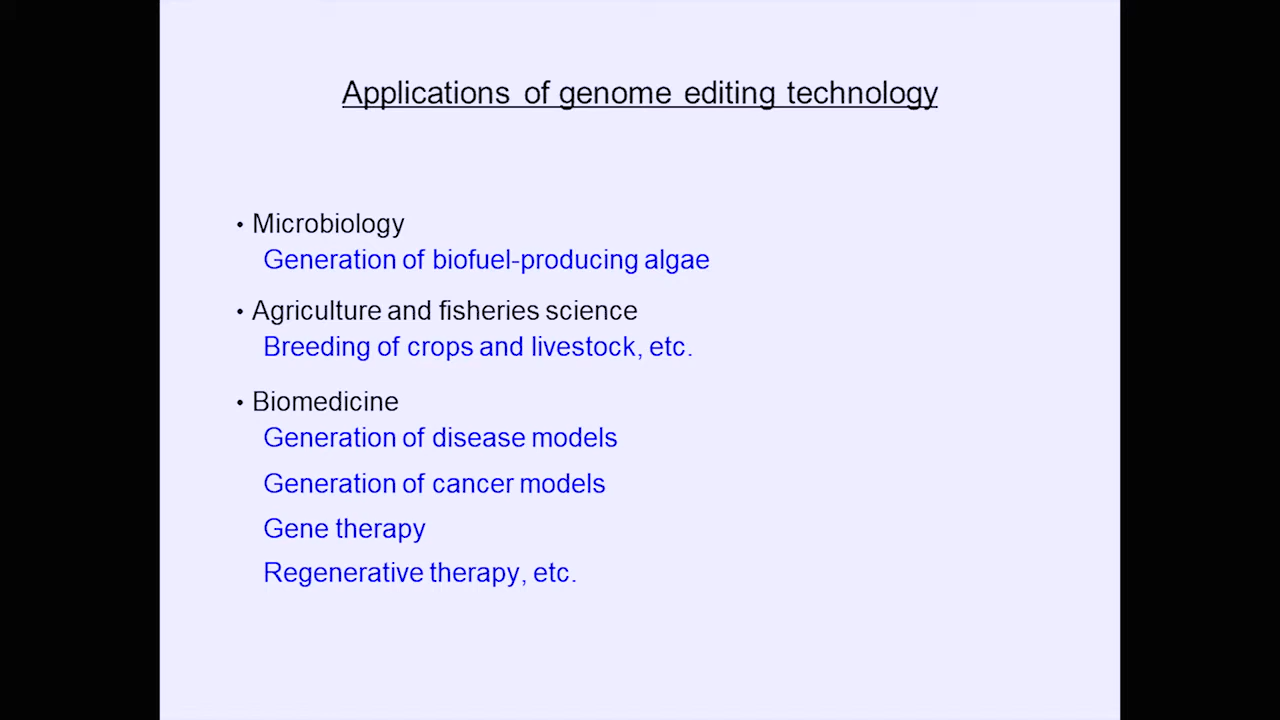 Applications of genome editing technology
• Microbiology
Generation of biofuel-producing algae
• Agriculture and fisheries science
Breeding of crops and livestock, etc.
• Biomedicine
Generation of disease models
Generation of cancer models
Gene therapy
Regenerative therapy, etc.